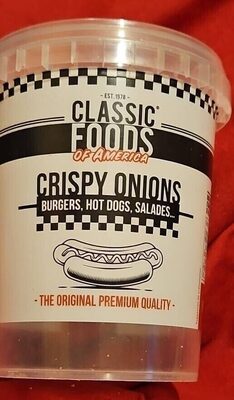 - EST. 1978 -
CLASSIC®
FOODS
OF AMERICA
CRISPY ONIONS
BURGERS, HOT DOGS, SALADES...
- THE ORIGINAL PREMIUM QUALITY -